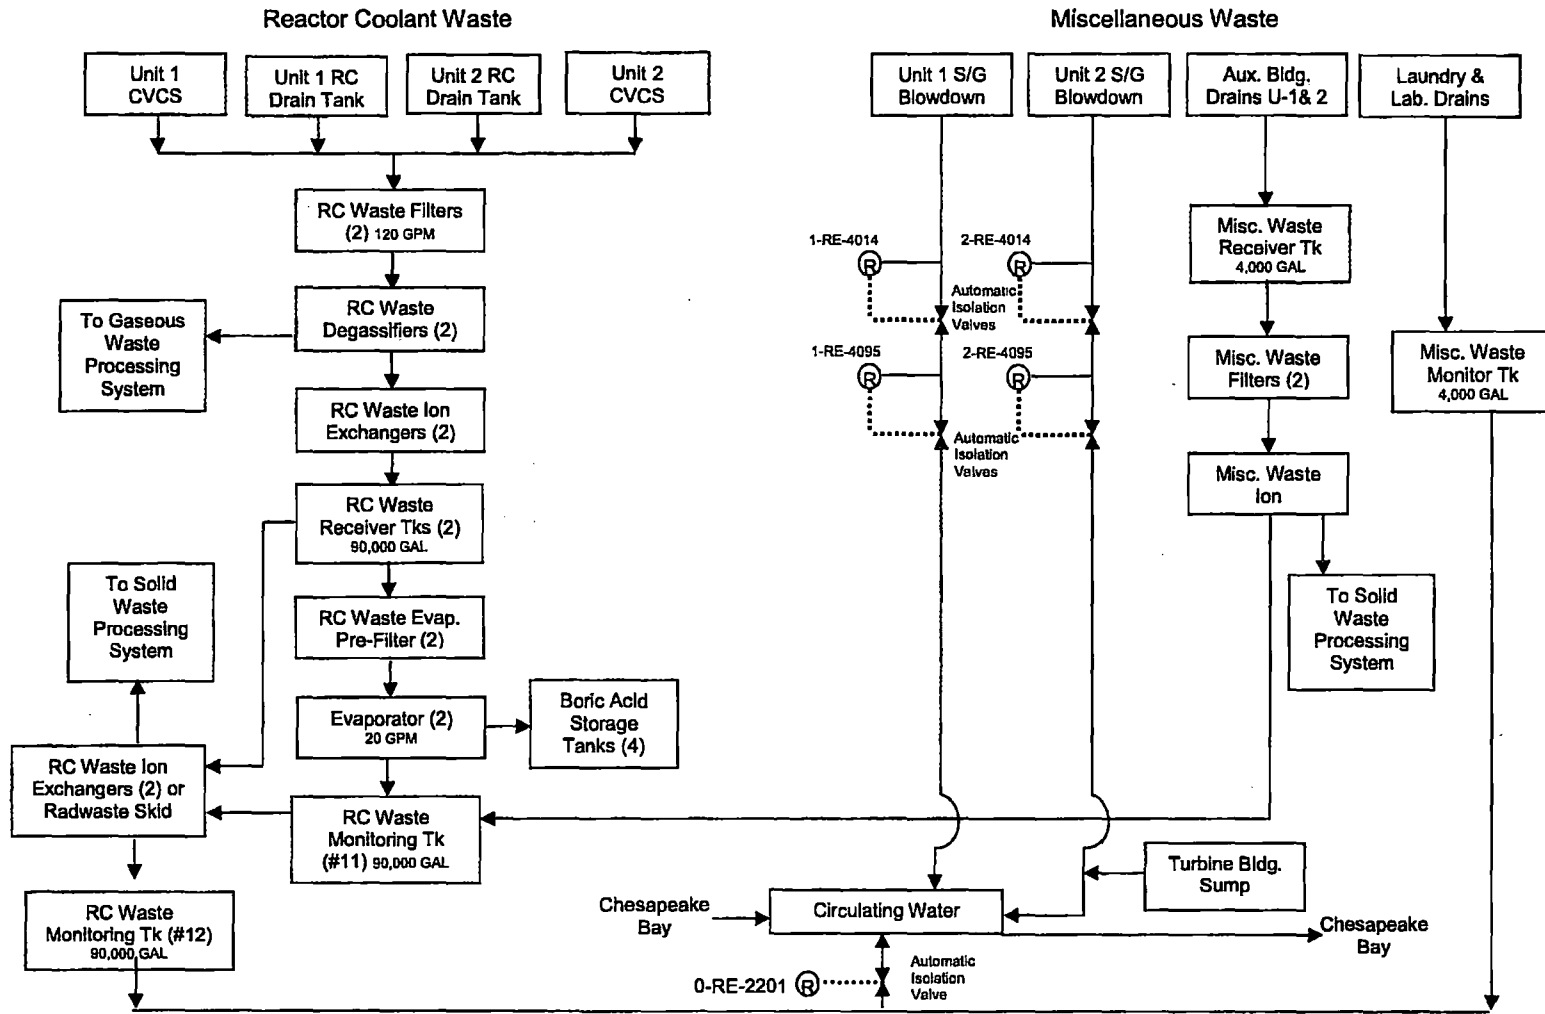 Reactor Coolant Waste
Miscellaneous Waste
Unit 1
CVCS
Unit 1 RC
Drain Tank
Unit 2 RC
Drain Tank
Unit 2
CVCS
Unit 1 S/G
Blowdown
Unit 2 S/G
Blowdown
Aux. Bldg.
Drains U-1& 2
Laundry &
Lab. Drains
RC Waste Filters
(2) 120 GPM
RC Waste
Degassifiers (2)
To Gaseous
Waste
Processing
System
RC Waste Ion
Exchangers (2)
RC Waste
Receiver Tks (2)
90,000 GAL
To Solid
Waste
Processing
System
RC Waste Evap.
Pre-Filter (2)
Evaporator (2)
20 GPM
Boric Acid
Storage
Tanks (4)
RC Waste Ion
Exchangers (2) or
Radwaste Skid
RC Waste
Monitoring Tk
(#11) 90,000 GAL
RC Waste
Monitoring Tk (#12)
90,000 GAL
1-RE-4014
R
2-RE-4014
R
Automatic
Isolation
Valves
1-RE-4095
R
2-RE-4095
R
Automatic
Isolation
Valves
Misc. Waste
Receiver Tk
4,000 GAL
Misc. Waste
Filters (2)
Misc. Waste
Ion
Misc. Waste
Monitor Tk
4,000 GAL
To Solid
Waste
Processing
System
Turbine Bldg.
Sump
Chesapeake
Bay
Circulating Water
Chesapeake
Bay
0-RE-2201 R
Automatic
Isolation
Valve